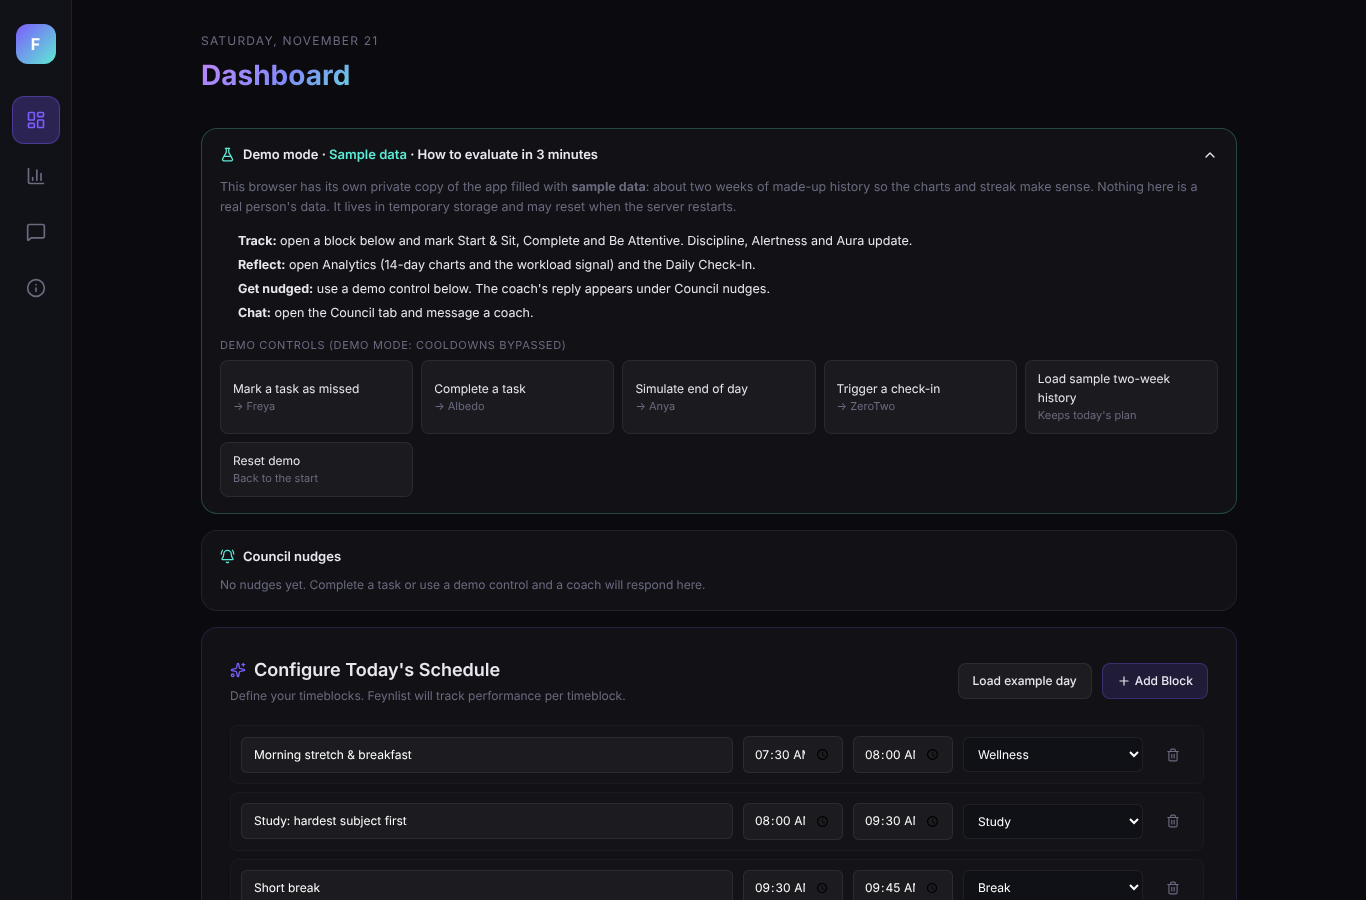 F
SATURDAY, NOVEMBER 21
Dashboard
Demo mode · Sample data · How to evaluate in 3 minutes
This browser has its own private copy of the app filled with sample data: about two weeks of made-up history so the charts and streak make sense. Nothing here is a
real person's data. It lives in temporary storage and may reset when the server restarts.
Track: open a block below and mark Start & Sit, Complete and Be Attentive. Discipline, Alertness and Aura update.
Reflect: open Analytics (14-day charts and the workload signal) and the Daily Check-In.
Get nudged: use a demo control below. The coach's reply appears under Council nudges.
Chat: open the Council tab and message a coach.
DEMO CONTROLS (DEMO MODE: COOLDOWNS BYPASSED)
Mark a task as missed
→ Freya
Complete a task
→ Albedo
Simulate end of day
→ Anya
Trigger a check-in
→ ZeroTwo
Load sample two-week
history
Keeps today's plan
Reset demo
Back to the start
Council nudges
No nudges yet. Complete a task or use a demo control and a coach will respond here.
Configure Today's Schedule
Define your timeblocks. Feynlist will track performance per timeblock.
Load example day
+ Add Block
Morning stretch & breakfast
07:30 AM
08:00 AM
Wellness
Study: hardest subject first
08:00 AM
09:30 AM
Study
Short break
09:30 AM
09:45 AM
Break